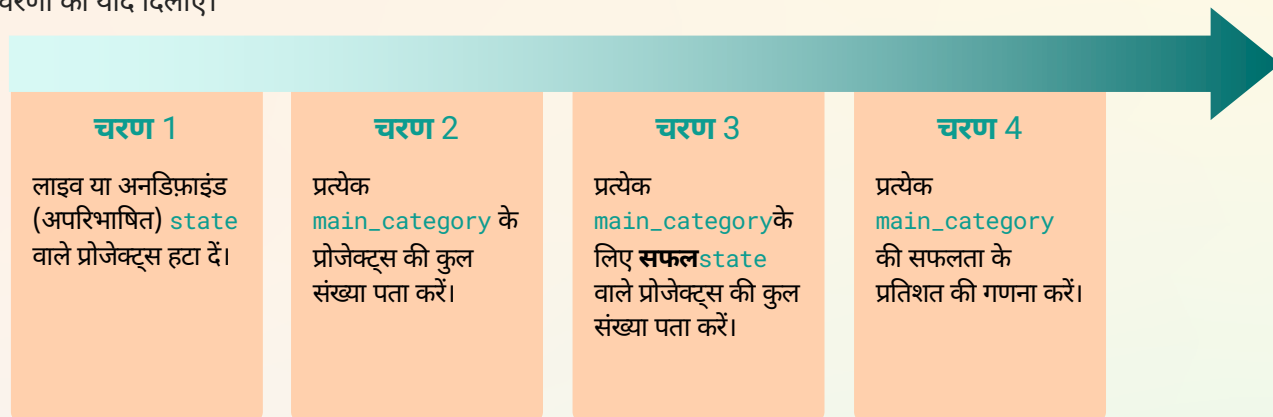 चरणों को याद दिलाएँ।
चरण 1
लाइव या अनडिफ़ाइंड
(अपरिभाषित) state
वाले प्रोजेक्ट्स हटा दें।
चरण 2
प्रत्येक
main_category के
प्रोजेक्ट्स की कुल
संख्या पता करें।
चरण 3
प्रत्येक
main_categoryके
लिए सफलstate
वाले प्रोजेक्ट्स की कुल
संख्या पता करें।
चरण 4
प्रत्येक
main_category
की सफलता के
प्रतिशत की गणना करें।